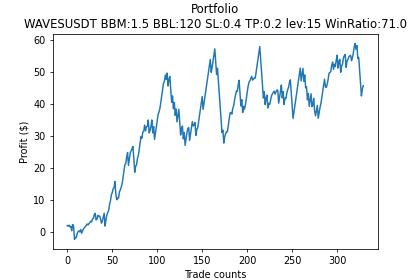 Portfolio
WAVESUSDT BBM:1.5 BBL:120 SL:0.4 TP:0.2 lev:15 WinRatio:71.0
60
50
40
30
20
10
0
Profit ($)
0 50 100 150 200 250 300
Trade counts